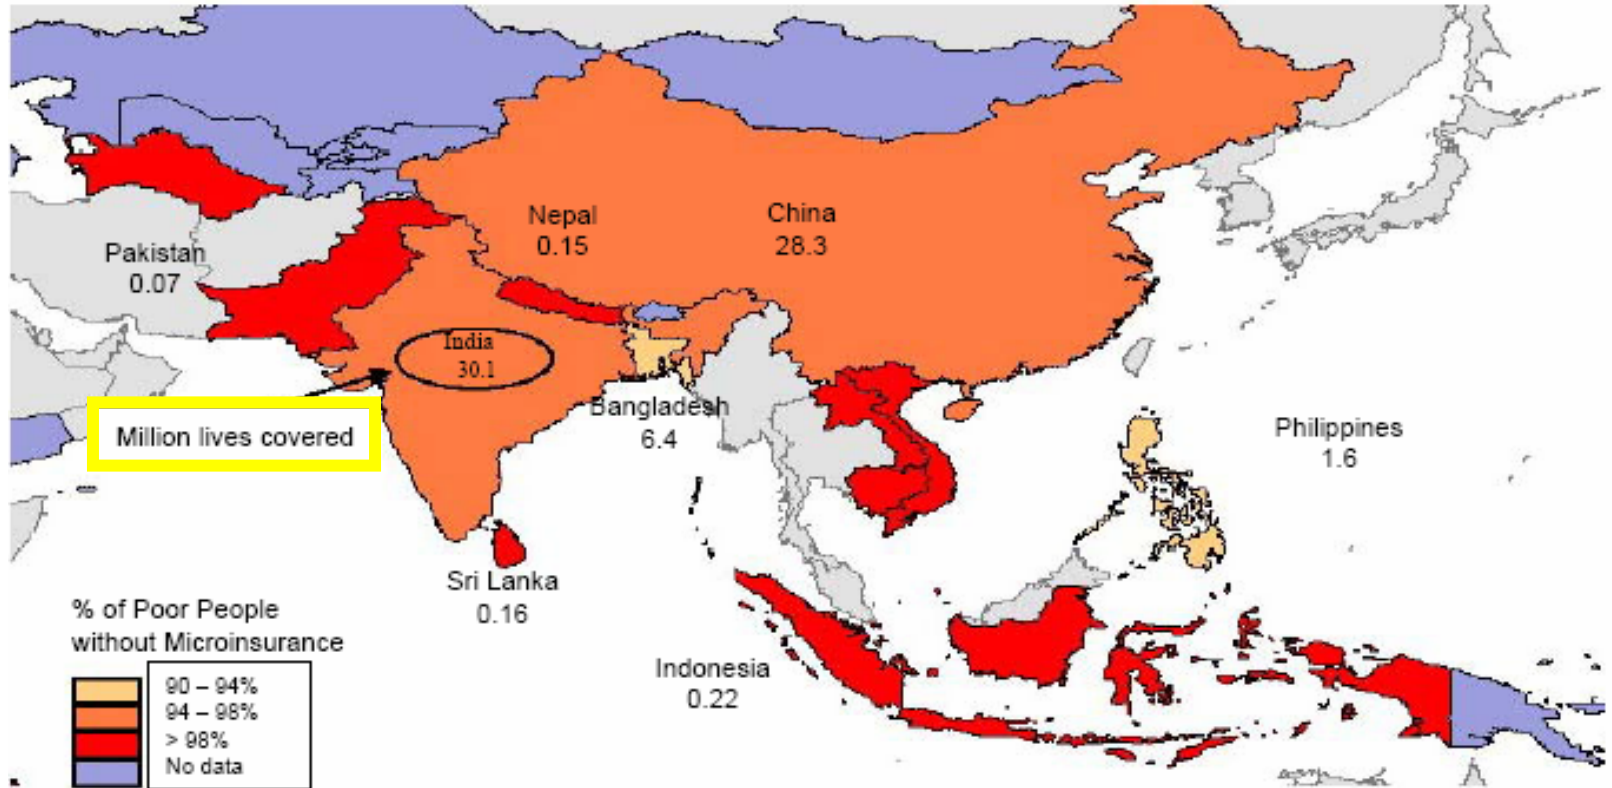 Nepal
0.15
China
28.3
Pakistan
0.07
India
30.1
Bangladesh
6.4
Million lives covered
Philippines
1.6
Sri Lanka
0.16
Indonesia
0.22
% of Poor People
without Microinsurance
90 – 94%
94 – 98%
> 98%
No data